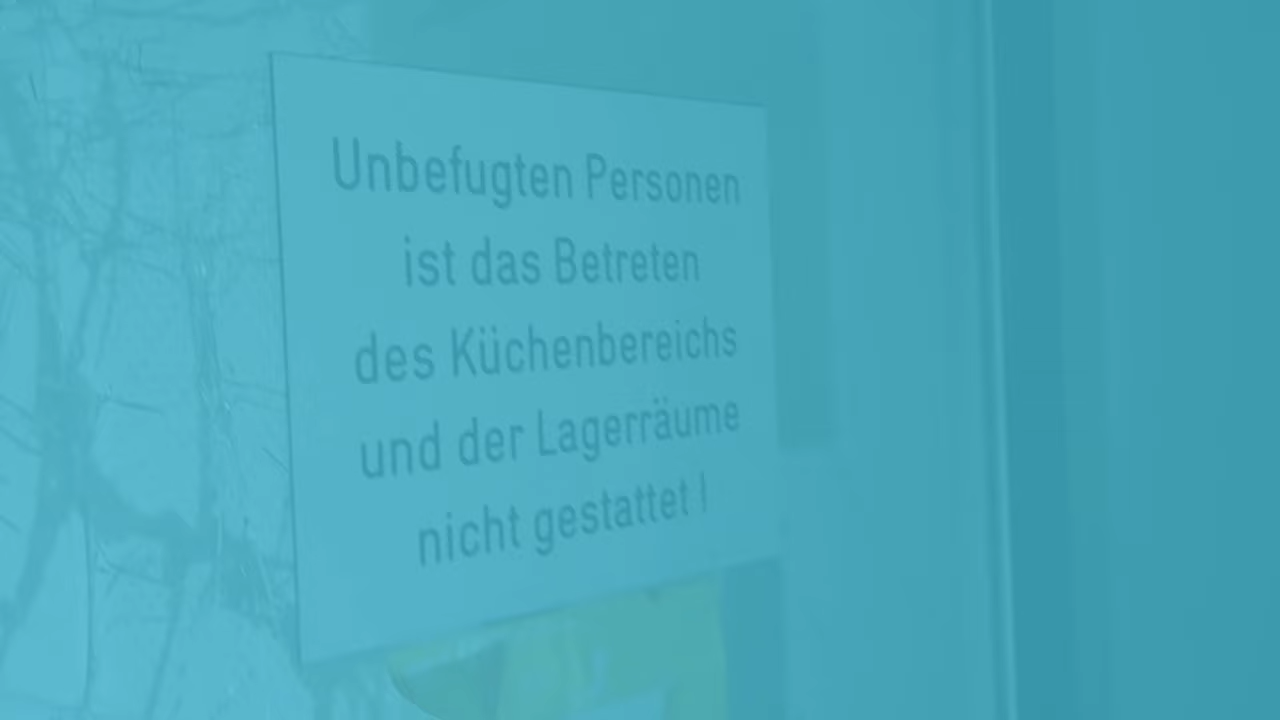 Unbefugten Personen
ist das Betreten
des Küchenbereichs
und der Lagerräume
nicht gestattet !